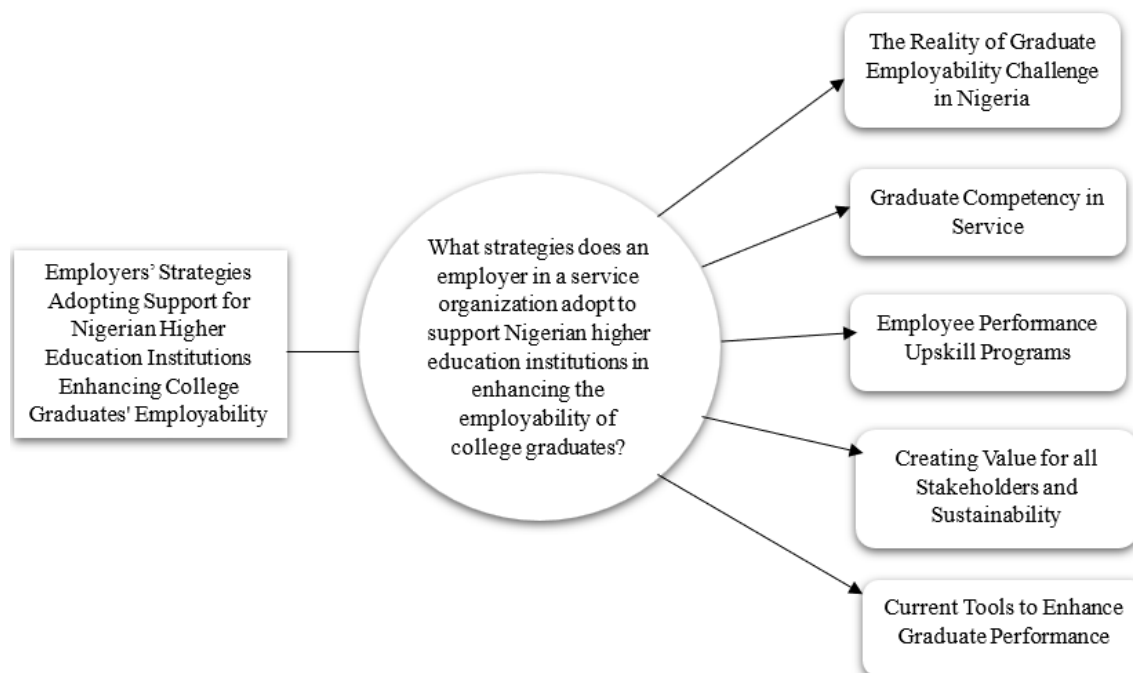 Employers’ Strategies
Adopting Support for
Nigerian Higher
Education Institutions
Enhancing College
Graduates' Employability
What strategies does an
employer in a service
organization adopt to
support Nigerian higher
education institutions in
enhancing the
employability of
college graduates?
The Reality of Graduate
Employability Challenge
in Nigeria
Graduate Competency in
Service
Employee Performance
Upskill Programs
Creating Value for all
Stakeholders and
Sustainability
Current Tools to Enhance
Graduate Performance